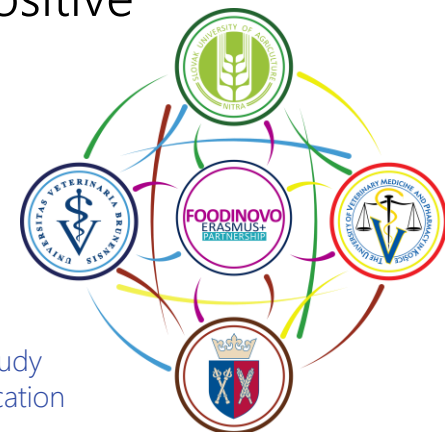 ositive
SLOVAK UNIVERSITY OF AGRICULTURE
NITRA
UNIVERSITAS VETERINARIA BRUNENSIS
FOODINOVO
ERASMUS+
PARTNERSHIP
THE UNIVERSITY OF VETERINARY MEDICINE AND PHARMACY IN KOŠICE
udy
cation